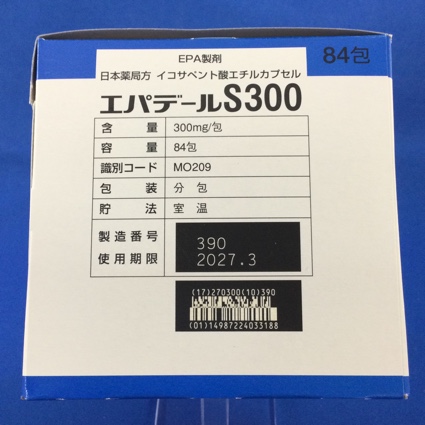 EPA製剤
84包
日本薬局方 イコサペント酸エチルカプセル
エパデールS300
含 量 300mg/包
容 量 84包
識別コード MO209
包 装 分 包
貯 法 室 温
製造番号 390
使用期限 2027.3
(17)270300(10)390
(01)14987224033188